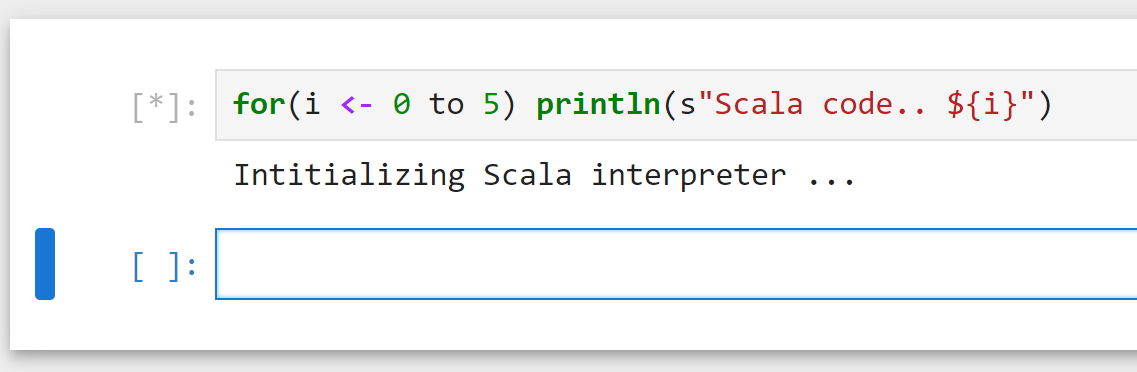 [*]: for(i <- 0 to 5) println(s"Scala code.. ${i}")
Intitializing Scala interpreter ...
[ ]: